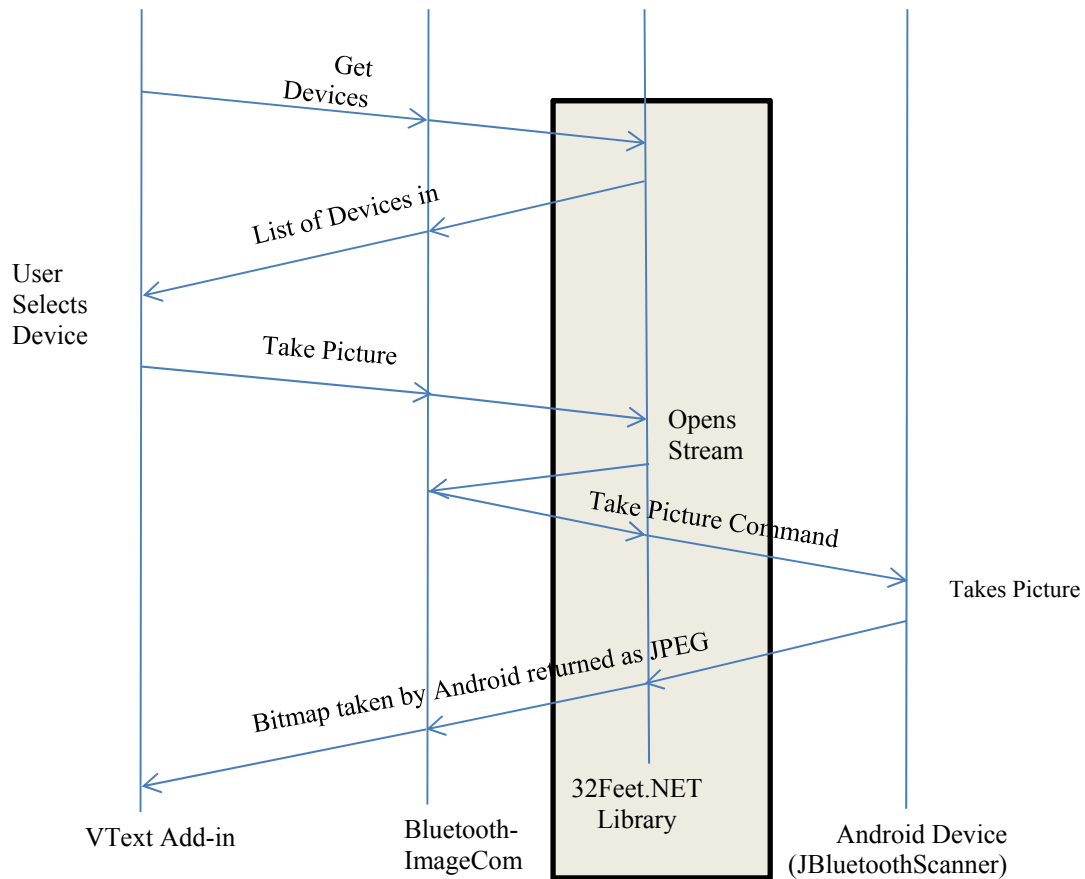 Get
Devices
List of Devices in
User
Selects
Device
Take Picture
Opens
Stream
Take Picture Command
Takes Picture
Bitmap taken by Android returned as JPEG
32Feet.NET
Library
VText Add-in
Bluetooth-
ImageCom
Android Device
(JBluetoothScanner)